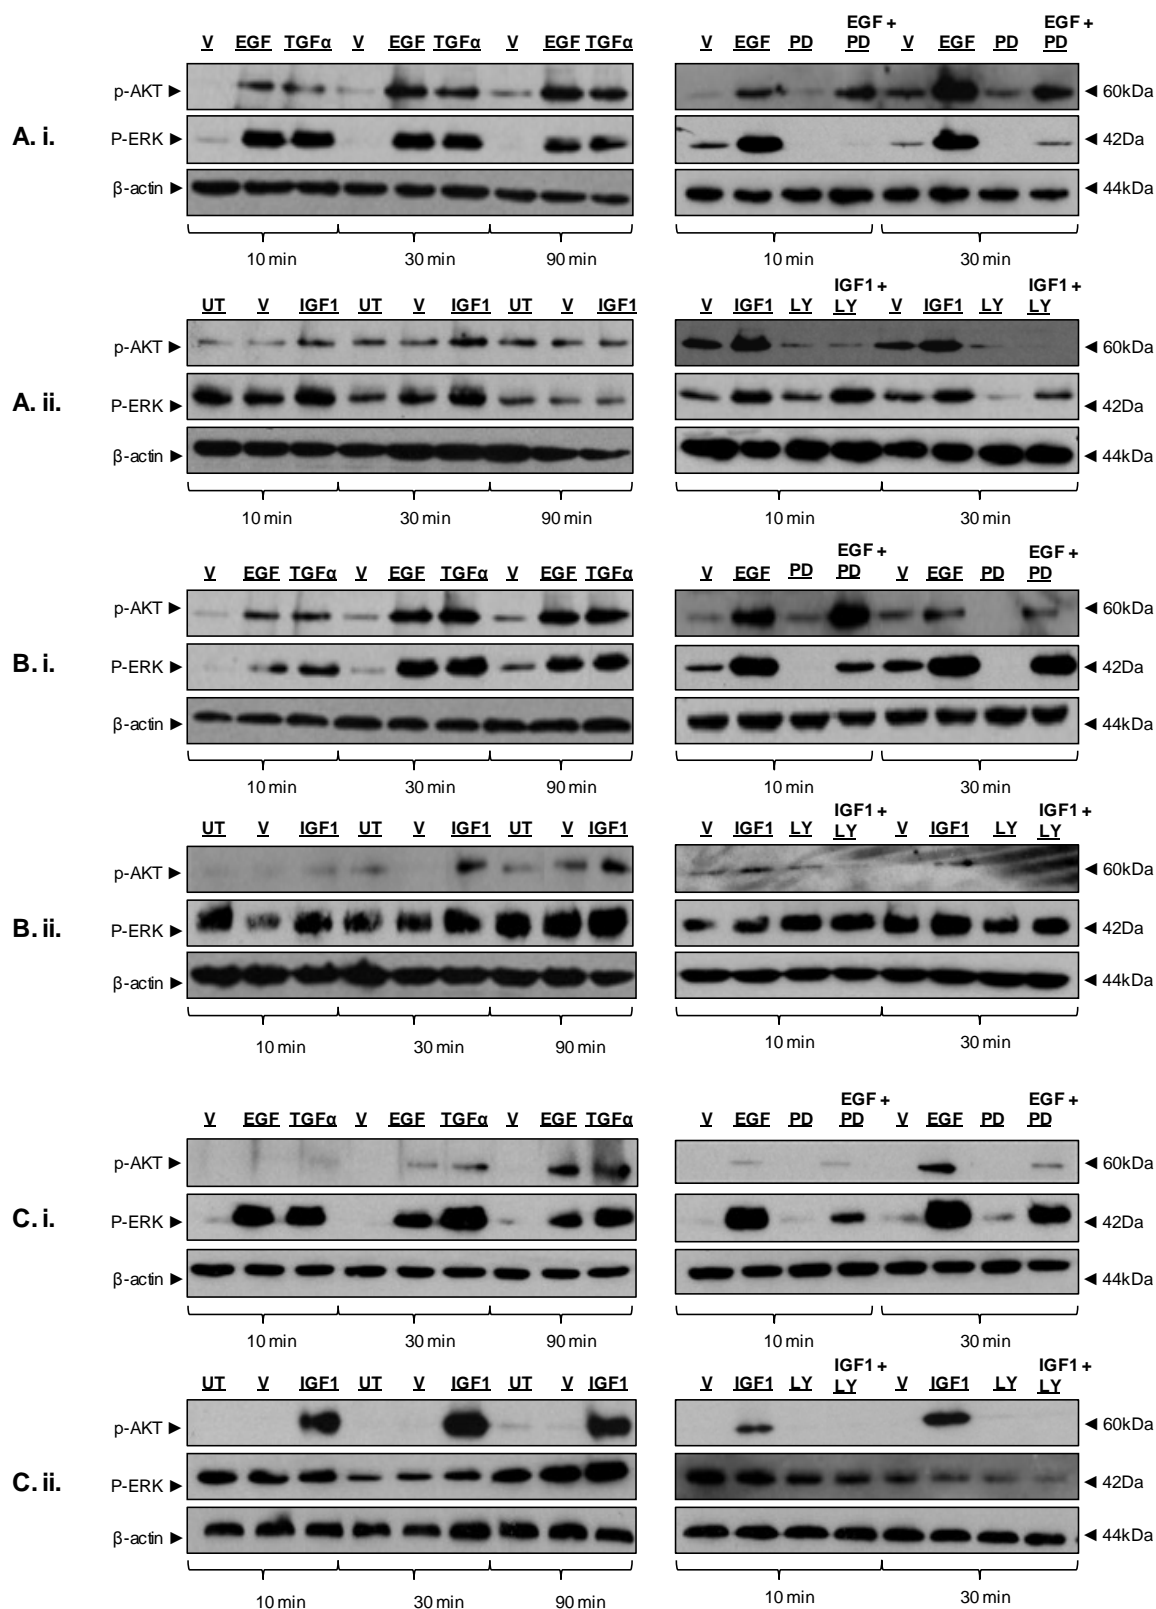 EGF + EGF +
V EGF TGFα V EGF TGFα V EGF TGFα V EGF PD PD V EGF PD PD
p-AKT ► ◄ 60kDa
A. i. P-ERK ► ◄ 42Da
β-actin ► ◄ 44kDa
10 min 30 min 90 min 10 min 30 min
IGF1 + IGF1 +
UT V IGF1 UT V IGF1 UT V IGF1 V IGF1 LY LY V IGF1 LY LY
p-AKT ► ◄ 60kDa
A. ii. P-ERK ► ◄ 42Da
β-actin ► ◄ 44kDa
10 min 30 min 90 min 10 min 30 min
EGF + EGF +
V EGF TGFα V EGF TGFα V EGF TGFα V EGF PD PD V EGF PD PD
p-AKT ► ◄ 60kDa
B. i. P-ERK ► ◄ 42Da
β-actin ► ◄ 44kDa
10 min 30 min 90 min 10 min 30 min
IGF1 + IGF1 +
UT V IGF1 UT V IGF1 UT V IGF1 V IGF1 LY LY V IGF1 LY LY
p-AKT ► ◄ 60kDa
B. ii. P-ERK ► ◄ 42Da
β-actin ► ◄ 44kDa
10 min 30 min 90 min 10 min 30 min
EGF + EGF +
V EGF TGFα V EGF TGFα V EGF TGFα V EGF PD PD V EGF PD PD
p-AKT ► ◄ 60kDa
C. i. P-ERK ► ◄ 42Da
β-actin ► ◄ 44kDa
10 min 30 min 90 min 10 min 30 min
IGF1 + IGF1 +
UT V IGF1 UT V IGF1 UT V IGF1 V IGF1 LY LY V IGF1 LY LY
p-AKT ► ◄ 60kDa
C. ii. P-ERK ► ◄ 42Da
β-actin ► ◄ 44kDa
10 min 30 min 90 min 10 min 30 min